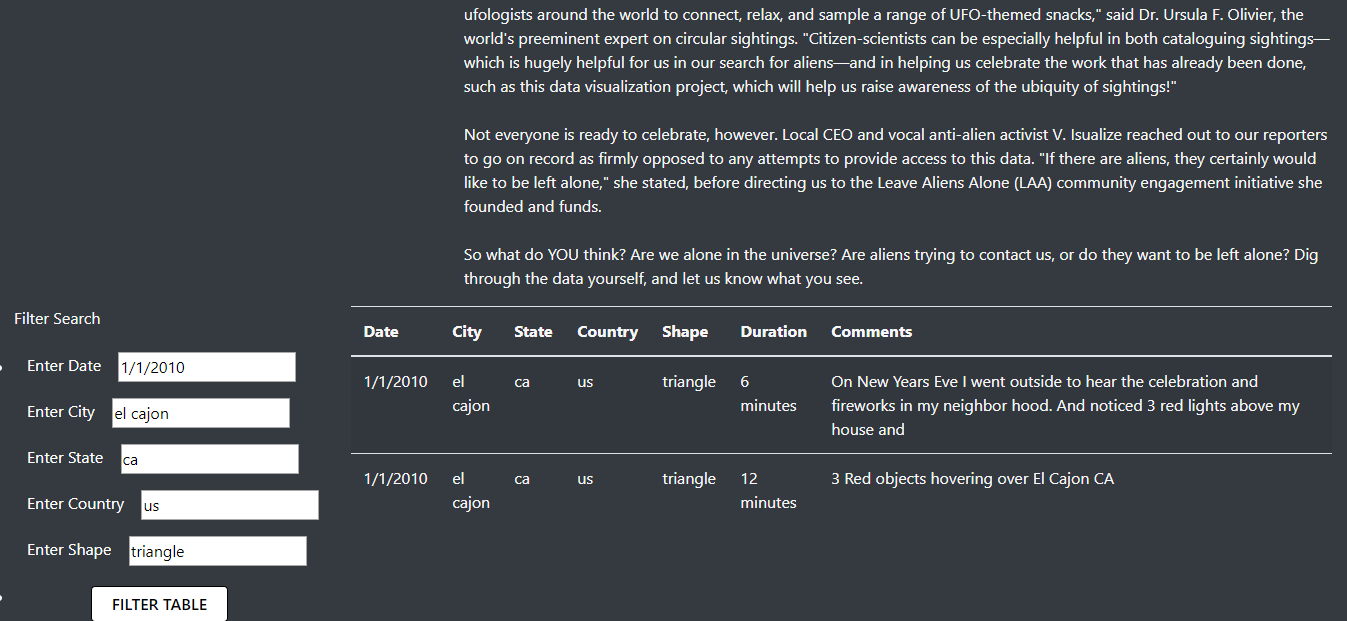 ufologists around the world to connect, relax, and sample a range of UFO-themed snacks," said Dr. Ursula F. Olivier, the
world's preeminent expert on circular sightings. "Citizen-scientists can be especially helpful in both cataloguing sightings—
which is hugely helpful for us in our search for aliens—and in helping us celebrate the work that has already been done,
such as this data visualization project, which will help us raise awareness of the ubiquity of sightings!"
Not everyone is ready to celebrate, however. Local CEO and vocal anti-alien activist V. Isualize reached out to our reporters
to go on record as firmly opposed to any attempts to provide access to this data. "If there are aliens, they certainly would
like to be left alone," she stated, before directing us to the Leave Aliens Alone (LAA) community engagement initiative she
founded and funds.
So what do YOU think? Are we alone in the universe? Are aliens trying to contact us, or do they want to be left alone? Dig
through the data yourself, and let us know what you see.
Filter Search
Enter Date 1/1/2010
Enter City el cajon
Enter State ca
Enter Country us
Enter Shape triangle
FILTER TABLE
Date City State Country Shape Duration Comments
1/1/2010 el ca us triangle 6 On New Years Eve I went outside to hear the celebration and
cajon minutes fireworks in my neighbor hood. And noticed 3 red lights above my
house and
1/1/2010 el ca us triangle 12 3 Red objects hovering over El Cajon CA
cajon minutes